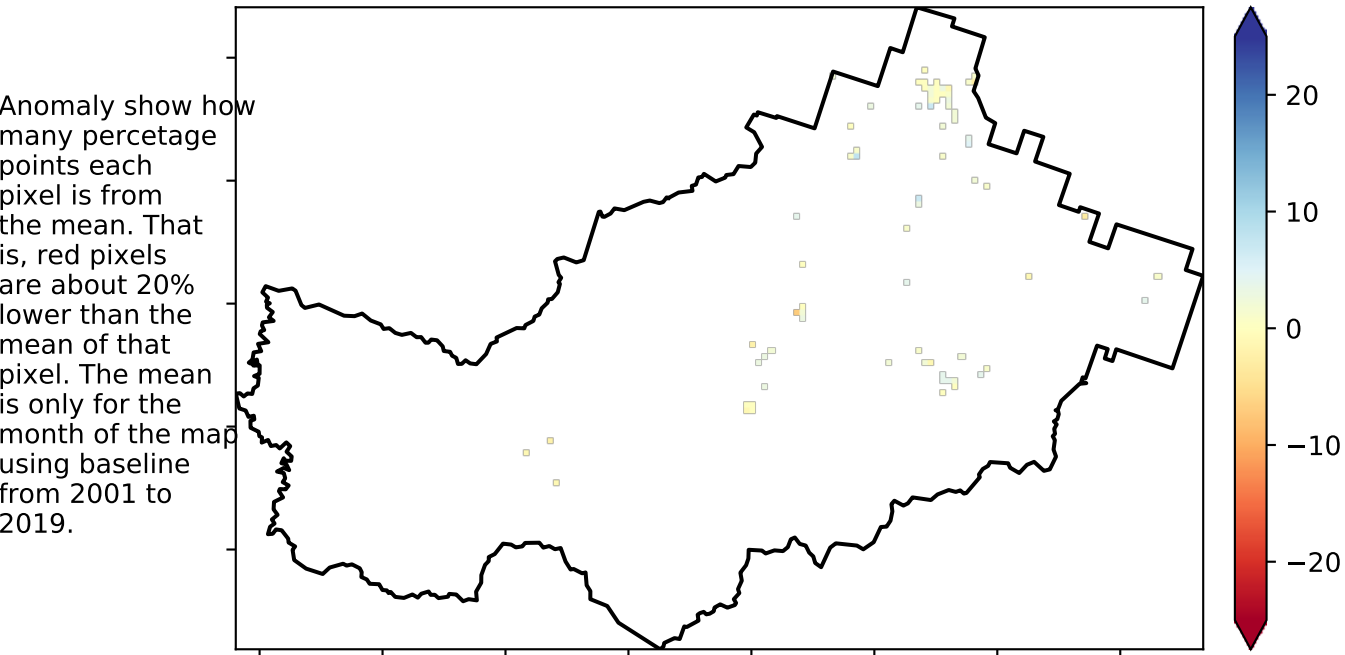 Anomaly show how
many percetage
points each
pixel is from
the mean. That
is, red pixels
are about 20%
lower than the
mean of that
pixel. The mean
is only for the
month of the map
using baseline
from 2001 to
2019.
20
10
0
−10
−20